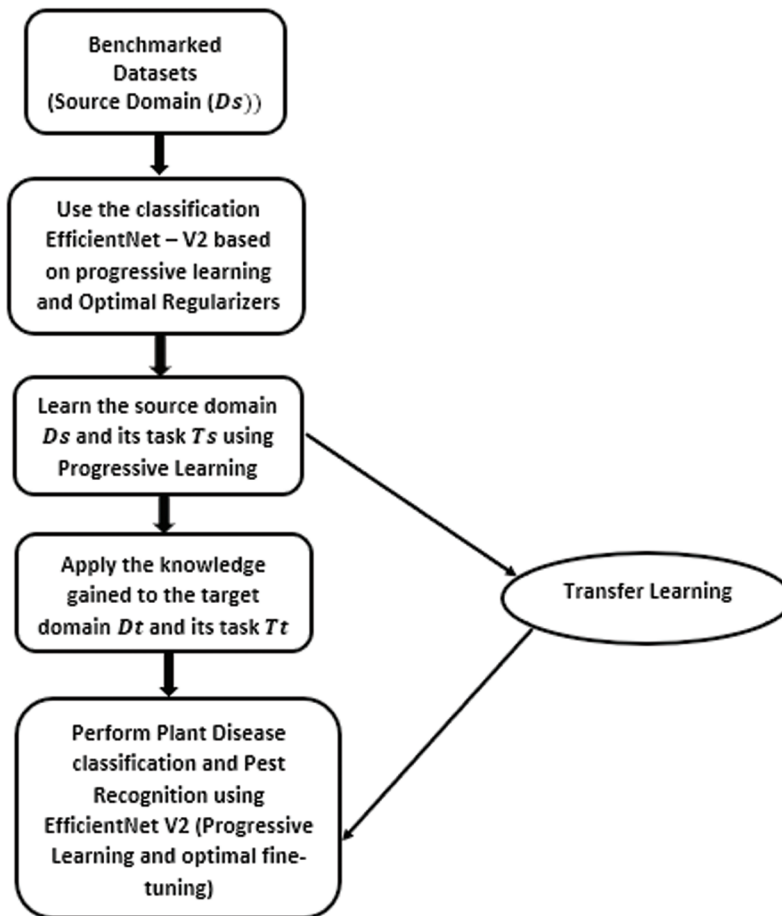 Benchmarked
Datasets
(Source Domain (Ds))
Use the classification
EfficientNet – V2 based
on progressive learning
and Optimal Regularizers
Learn the source domain
Ds and its task Ts using
Progressive Learning
Apply the knowledge
gained to the target
domain Dt and its task Tt
Transfer Learning
Perform Plant Disease
classification and Pest
Recognition using
EfficientNet V2 (Progressive
Learning and optimal fine-
tuning)